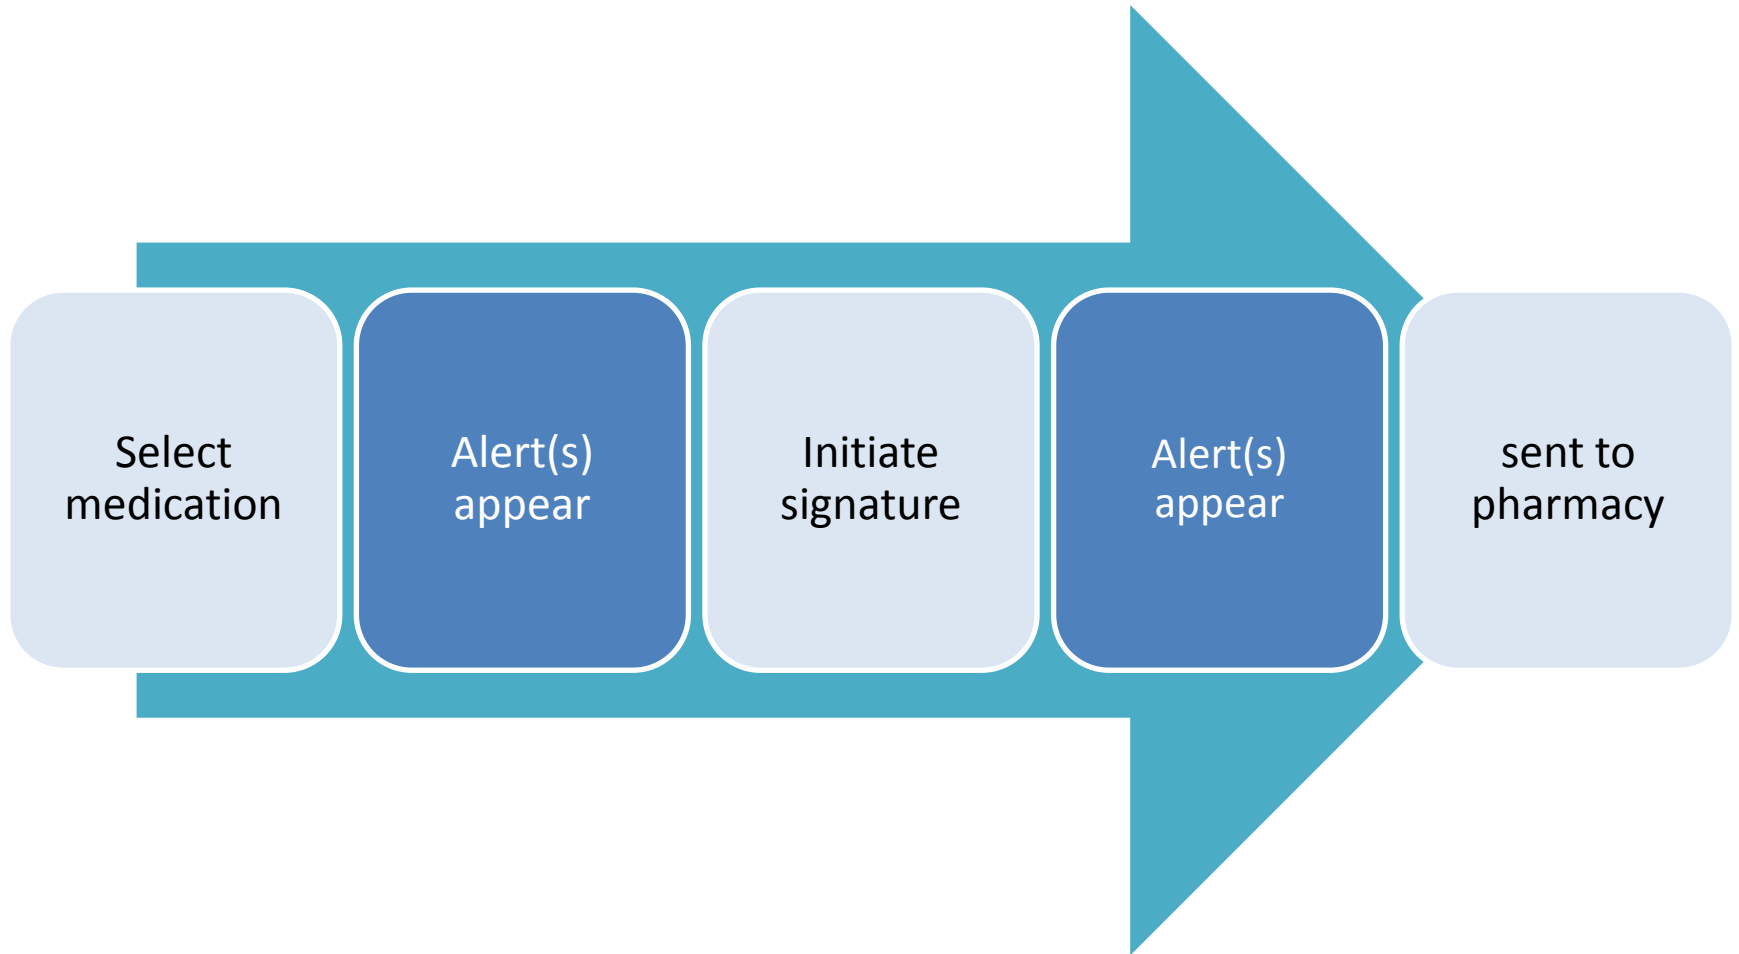 Select
medication
Alert(s)
appear
Initiate
signature
Alert(s)
appear
sent to
pharmacy